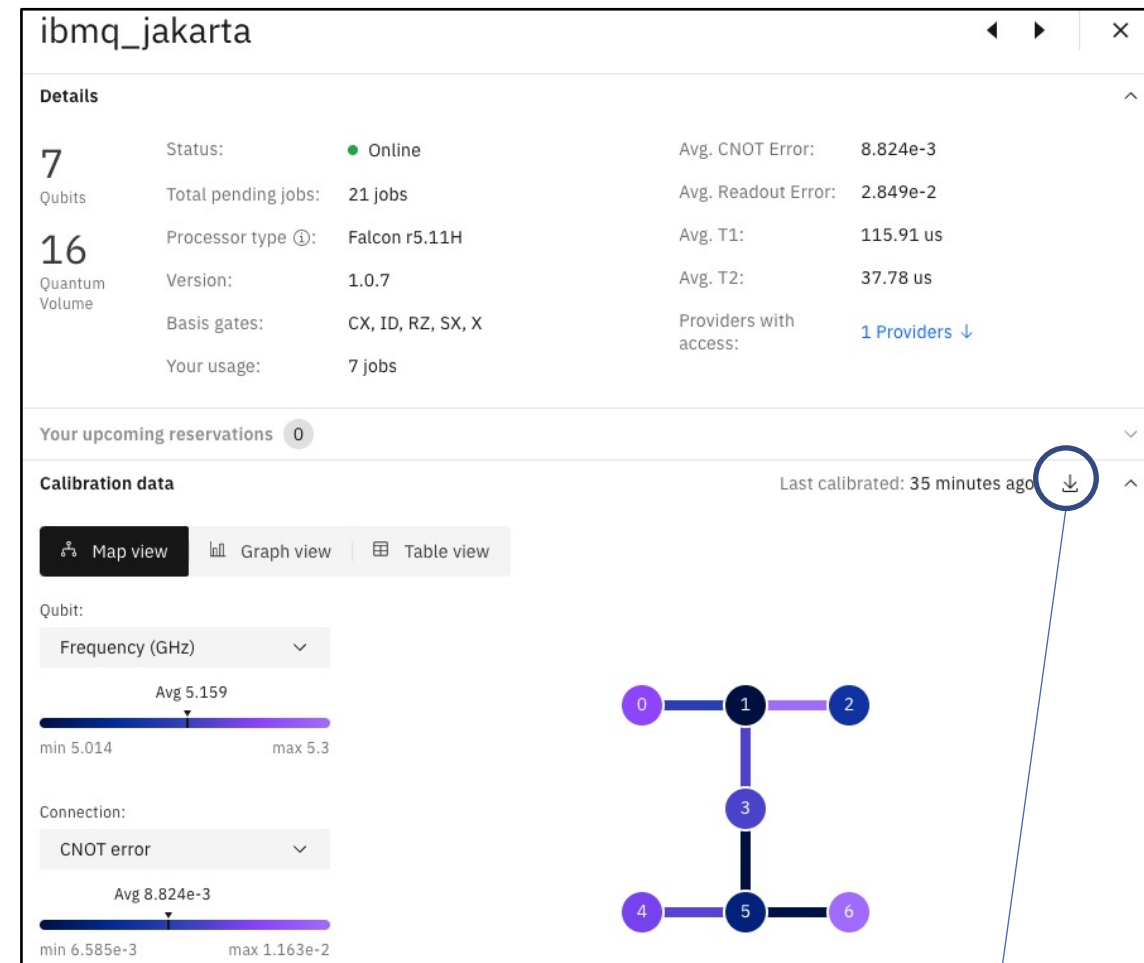 ibmq_jakarta
Details
7
Qubits
16
Quantum
Volume
Status: Online
Total pending jobs: 21 jobs
Processor type ⓘ: Falcon r5.11H
Version: 1.0.7
Basis gates: CX, ID, RZ, SX, X
Your usage: 7 jobs
Avg. CNOT Error: 8.824e-3
Avg. Readout Error: 2.849e-2
Avg. T1: 115.91 us
Avg. T2: 37.78 us
Providers with
access:
1 Providers ↓
Your upcoming reservations 0
Calibration data
Last calibrated: 35 minutes ago
Map view Graph view Table view
Qubit:
Frequency (GHz)
Avg 5.159
min 5.014 max 5.3
Connection:
CNOT error
Avg 8.824e-3
min 6.585e-3 max 1.163e-2
0 1 2
3
4 5 6